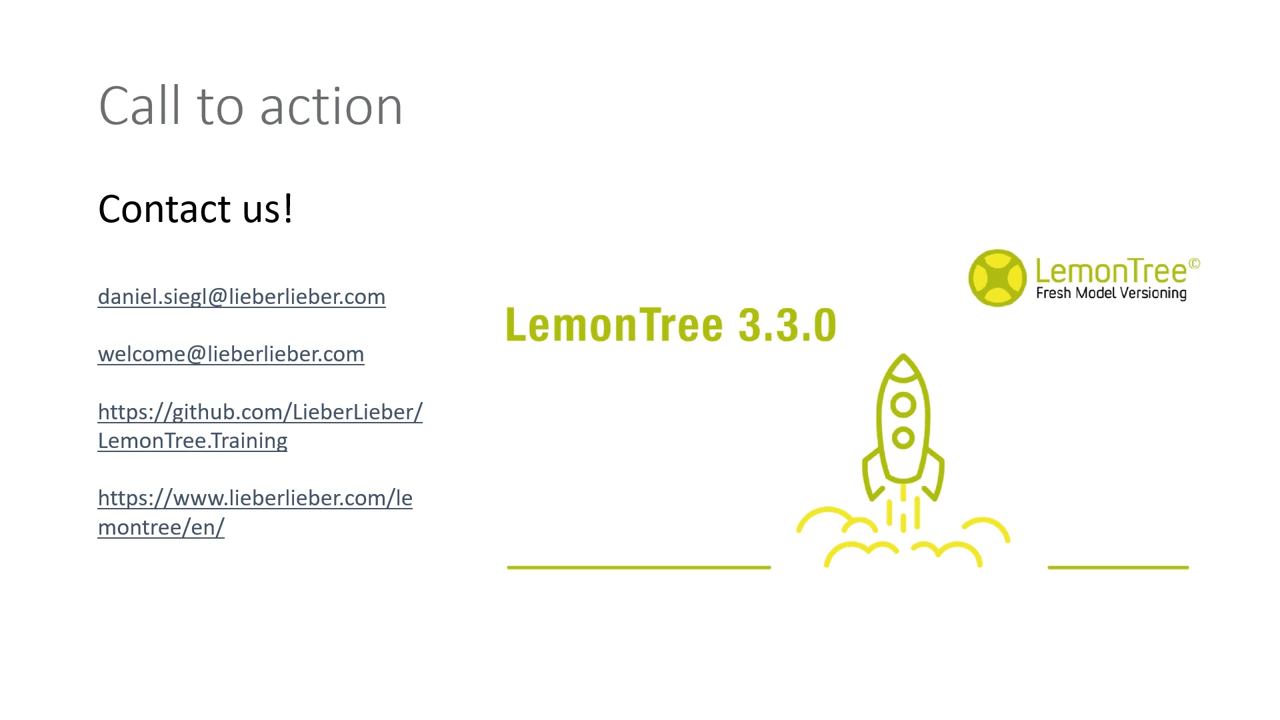 Call to action
Contact us!
daniel.siegl@lieberlieber.com
welcome@lieberlieber.com
https://github.com/LieberLieber/
LemonTree.Training
https://www.lieberlieber.com/le
montree/en/
LemonTree©
Fresh Model Versioning
LemonTree 3.3.0